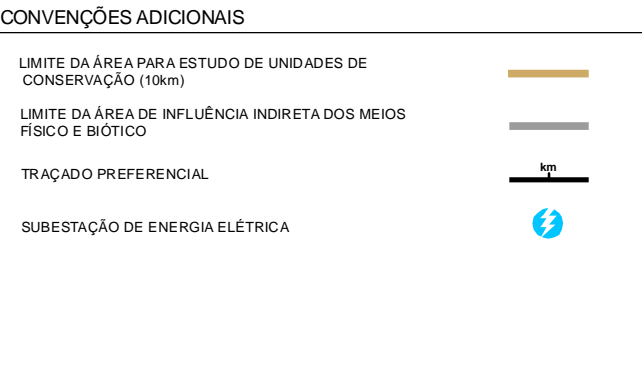 CONVENÇÕES ADICIONAIS
LIMITE DA ÁREA PARA ESTUDO DE UNIDADES DE
CONSERVAÇÃO (10km)
LIMITE DA ÁREA DE INFLUÊNCIA INDIRETA DOS MEIOS
FÍSICO E BIÓTICO
TRAÇADO PREFERENCIAL
km
SUBESTAÇÃO DE ENERGIA ELÉTRICA